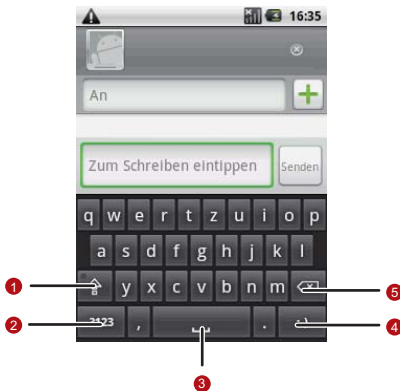 16:35
An
Zum Schreiben eintippen
Senden
q w e r t z u i o p
a s d f g h j k l
1
y x c v b n m
5
2
?123 , . :-)
4
3